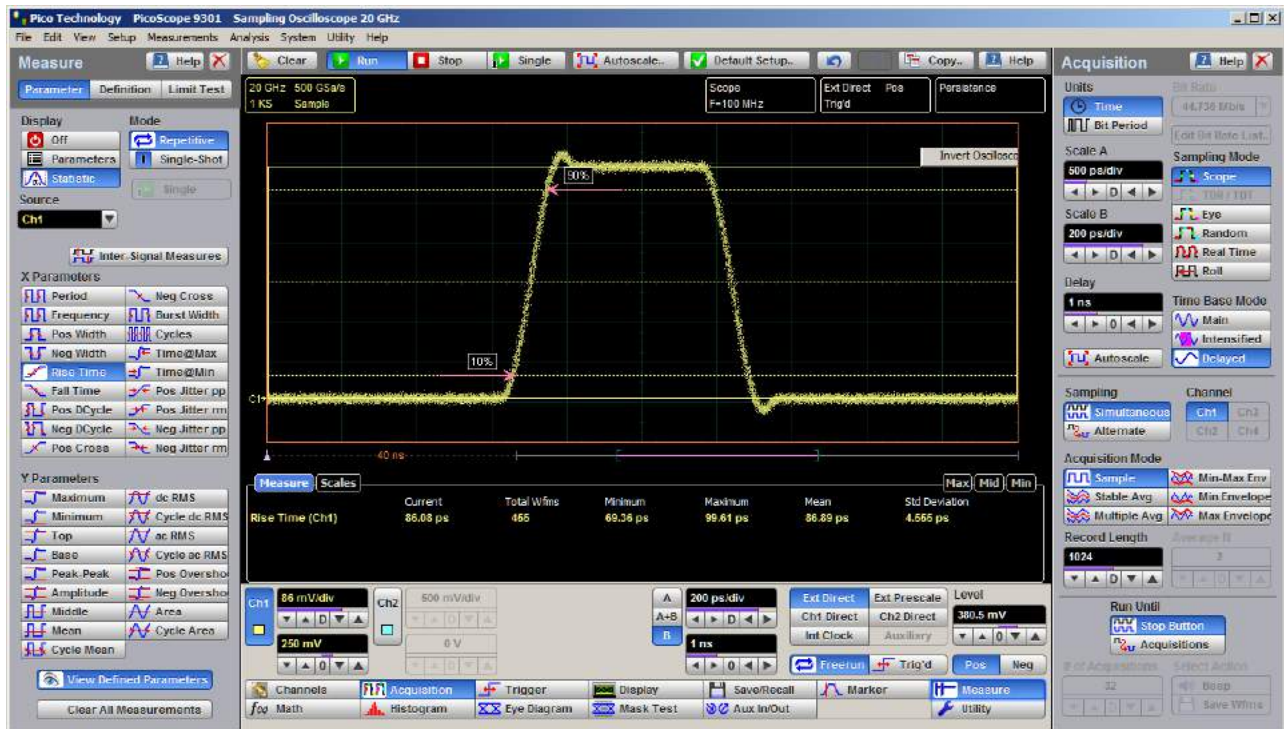 Pico Technology PicoScope 9301 Sampling Oscilloscope 20 GHz
File Edit View Setup Measurements Analysis System Utility Help
Measure Help
Parameter Definition Limit Test
Display Mode
Off Repetitive
Parameters Single-Shot
Statistic Single
Source
Ch1
Inter-Signal Measures
X Parameters
Period Neg Cross
Frequency Burst Width
Pos Width Cycles
Neg Width Time@Max
Rise Time Time@Min
Fall Time Pos Jitter pp
Pos DCycle Pos Jitter rm
Neg DCycle Neg Jitter pp
Pos Cross Neg Jitter rm
Y Parameters
Maximum dc RMS
Minimum Cycle dc RMS
Top ac RMS
Base Cycle ac RMS
Peak-Peak Pos Oversho
Amplitude Neg Oversho
Middle Area
Mean Cycle Area
Cycle Mean
View Defined Parameters
Clear All Measurements
Clear Run Stop Single Autoscale.. Default Setup.. Copy.. Help
20 GHz 500 GSa/s
1 KS Sample
Scope
F=100 MHz
Ext Direct Pos
Trig'd
Persistence
Invert Oscillosco
90%
10%
C1
40 ns
Measure Scales Max Mid Min
Current Total Wfms Minimum Maximum Mean Std Deviation
Rise Time (Ch1) 86.08 ps 455 69.36 ps 99.61 ps 86.89 ps 4.555 ps
Ch1 86 mV/div Ch2 500 mV/div A 200 ps/div Ext Direct Ext Prescale Level
D D A+B D Ch1 Direct Ch2 Direct 380.5 mV
250 mV 0 V B 1 ns Int Clock Auxiliary 0
0 0 0 Freerun Trig'd Pos Neg
Channels Acquisition Trigger Display Save/Recall Marker Measure
f(x) Math Histogram Eye Diagram Mask Test Aux In/Out Utility
Acquisition Help
Units Bit Rate
Time 44.736 Mb/s
Bit Period Edit Bit Rate List..
Scale A Sampling Mode
500 ps/div Scope
D TDR / TDT
Scale B Eye
200 ps/div Random
D Real Time
Roll
Delay
1 ns Time Base Mode
0 Main
Intensified
Autoscale Delayed
Sampling Channel
Simultaneous Ch1 Ch3
Alternate Ch2 Ch4
Acquisition Mode
Sample Min-Max Env
Stable Avg Min Envelope
Multiple Avg Max Envelope
Record Length Average N
1024 2
D D
Run Until
Stop Button
Acquisitions
# of Acquisitions Select Action
32 Beep
D Save Wfms